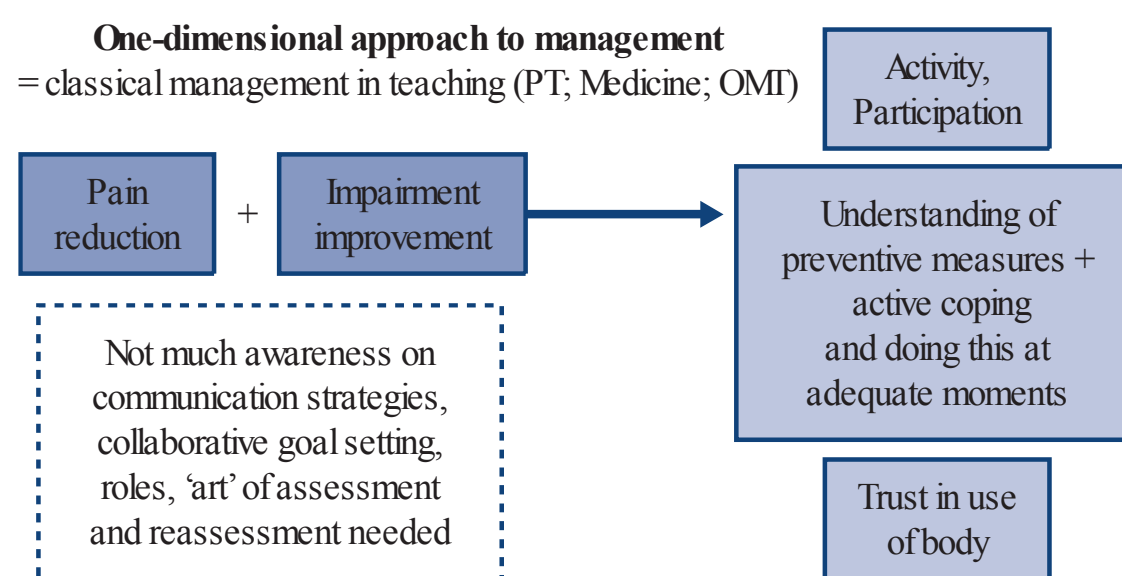 One-dimensional approach to management
= classical management in teaching (PT; Medicine; OMT)
Pain
reduction
+
Impairment
improvement
Not much awareness on
communication strategies,
collaborative goal setting,
roles, ‘art’ of assessment
and reassessment needed
Activity,
Participation
Understanding of
preventive measures +
active coping
and doing this at
adequate moments
Trust in use
of body